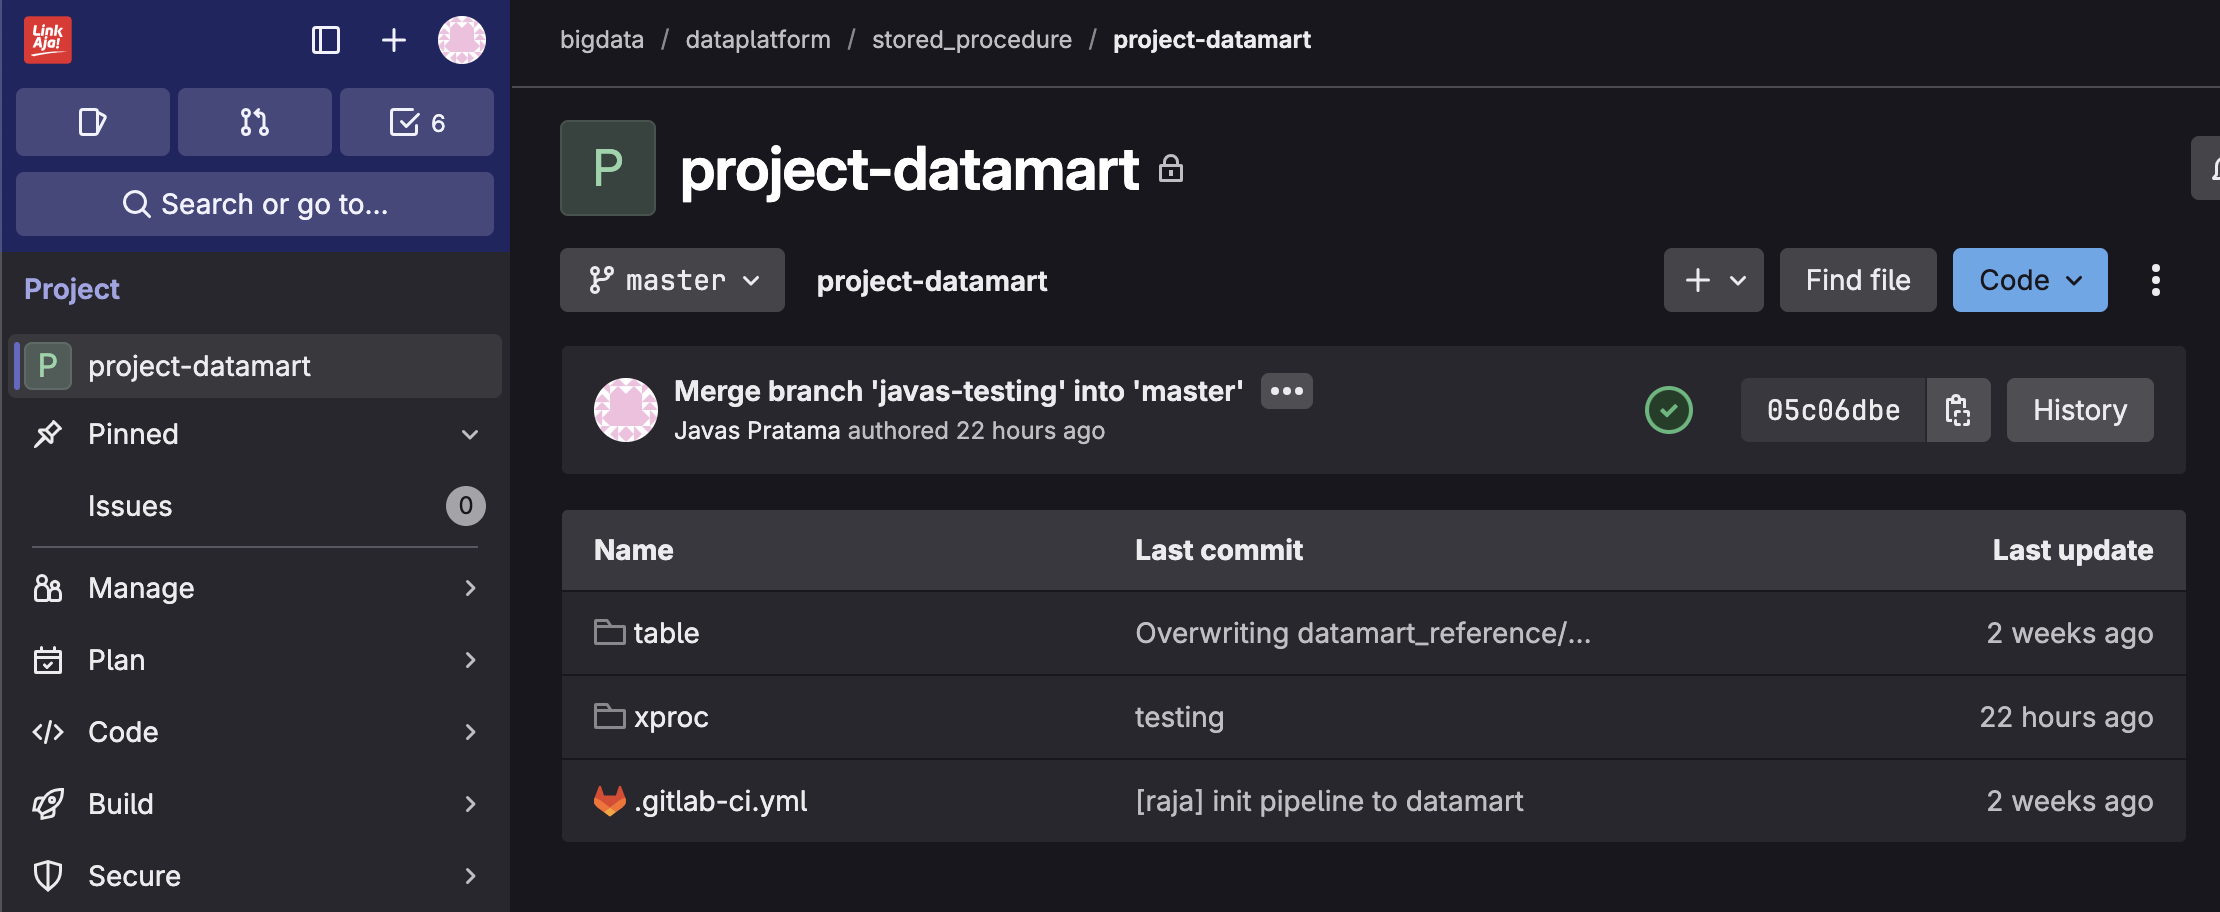 Link
Aja!
6
Search or go to...
Project
P project-datamart
Pinned
Issues 0
Manage
Plan
Code
Build
Secure
bigdata / dataplatform / stored_procedure / project-datamart
P project-datamart
master project-datamart Find file Code
Merge branch 'javas-testing' into 'master'
Javas Pratama authored 22 hours ago
05c06dbe History
Name Last commit Last update
table Overwriting datamart_reference/... 2 weeks ago
xproc testing 22 hours ago
.gitlab-ci.yml [raja] init pipeline to datamart 2 weeks ago